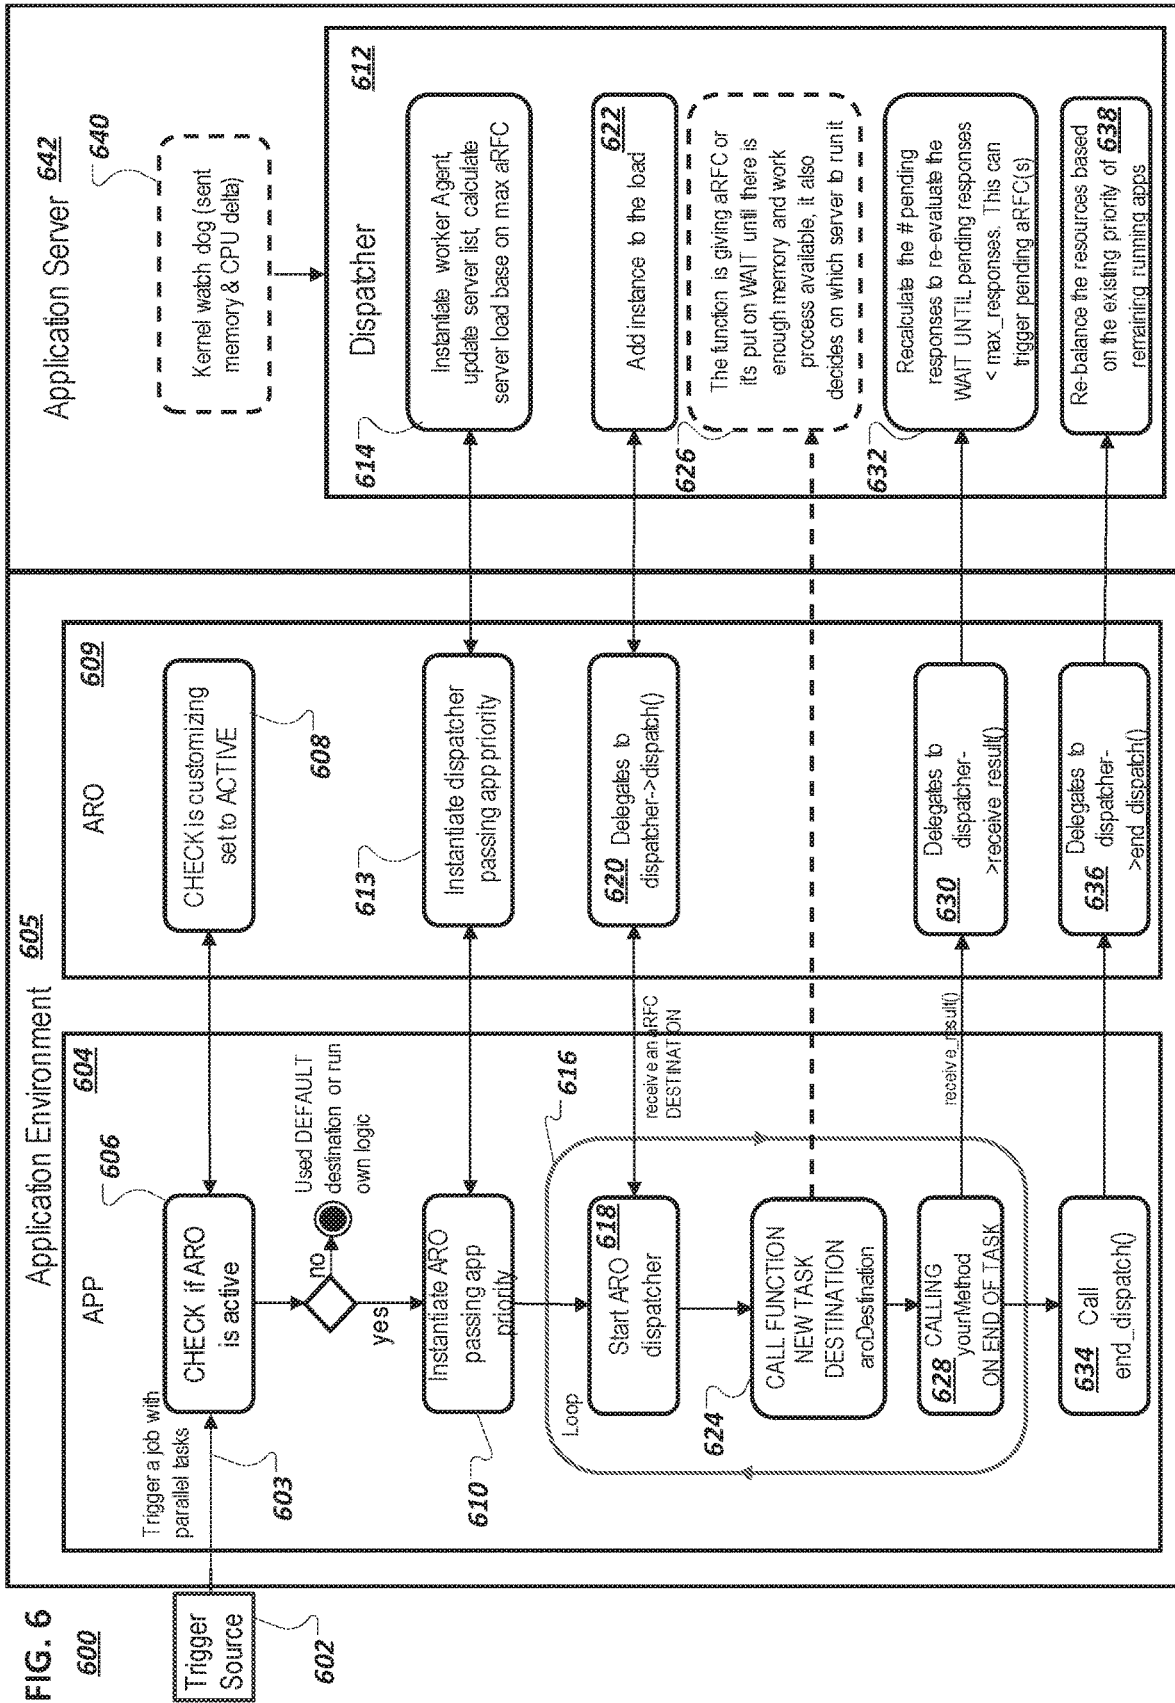 FIG. 6
600
Trigger
Source
602
Trigger a job with
parallel tasks
603
Application Environment
605
APP
604
CHECK if ARO
is active
606
no
Used DEFAULT
destination or run
own logic
yes
Instantiate ARO
passing app
priority
610
Loop
616
Start ARO
618
dispatcher
CALL FUNCTION
NEW TASK
DESTINATION
aroDestination
624
CALLING
628
yourMethod
ON END OF TASK
634
Call
end_dispatch()
receive an aRFC
DESTINATION
receive_result()
ARO
609
CHECK is customizing
set to ACTIVE
608
Instantiate dispatcher
passing app priority
613
620
Delegates to
dispatcher->dispatch()
Delegates to
630
dispatcher-
>receive_result()
Delegates to
636
dispatcher-
>end_dispatch()
Application Server
642
Kernel watch dog (sent
memory & CPU delta)
640
Dispatcher
612
Instantiate worker Agent,
update server list, calculate
server load base on max aRFC
614
622
Add instance to the load
The function is giving aRFC or
it's put on WAIT until there is
enough memory and work
process available, it also
decides on which server to run it
626
Recalculate the # pending
responses to re-evaluate the
WAIT UNTIL pending responses
< max_responses. This can
trigger pending aRFC(s)
632
Re-balance the resources based
on the existing priority of 638
remaining running apps